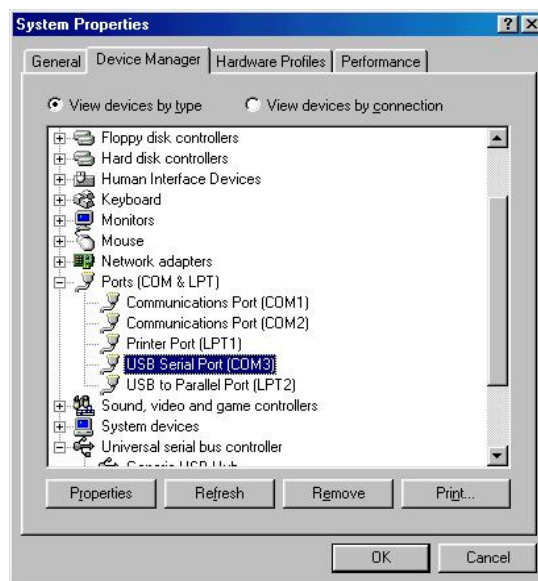 System Properties
General Device Manager Hardware Profiles Performance
View devices by type View devices by connection
Floppy disk controllers
Hard disk controllers
Human Interface Devices
Keyboard
Monitors
Mouse
Network adapters
Ports (COM & LPT)
Communications Port (COM1)
Communications Port (COM2)
Printer Port (LPT1)
USB Serial Port (COM3)
USB to Parallel Port (LPT2)
Sound, video and game controllers
System devices
Universal serial bus controller
Generic USB Hub
Properties Refresh Remove Print...
OK Cancel